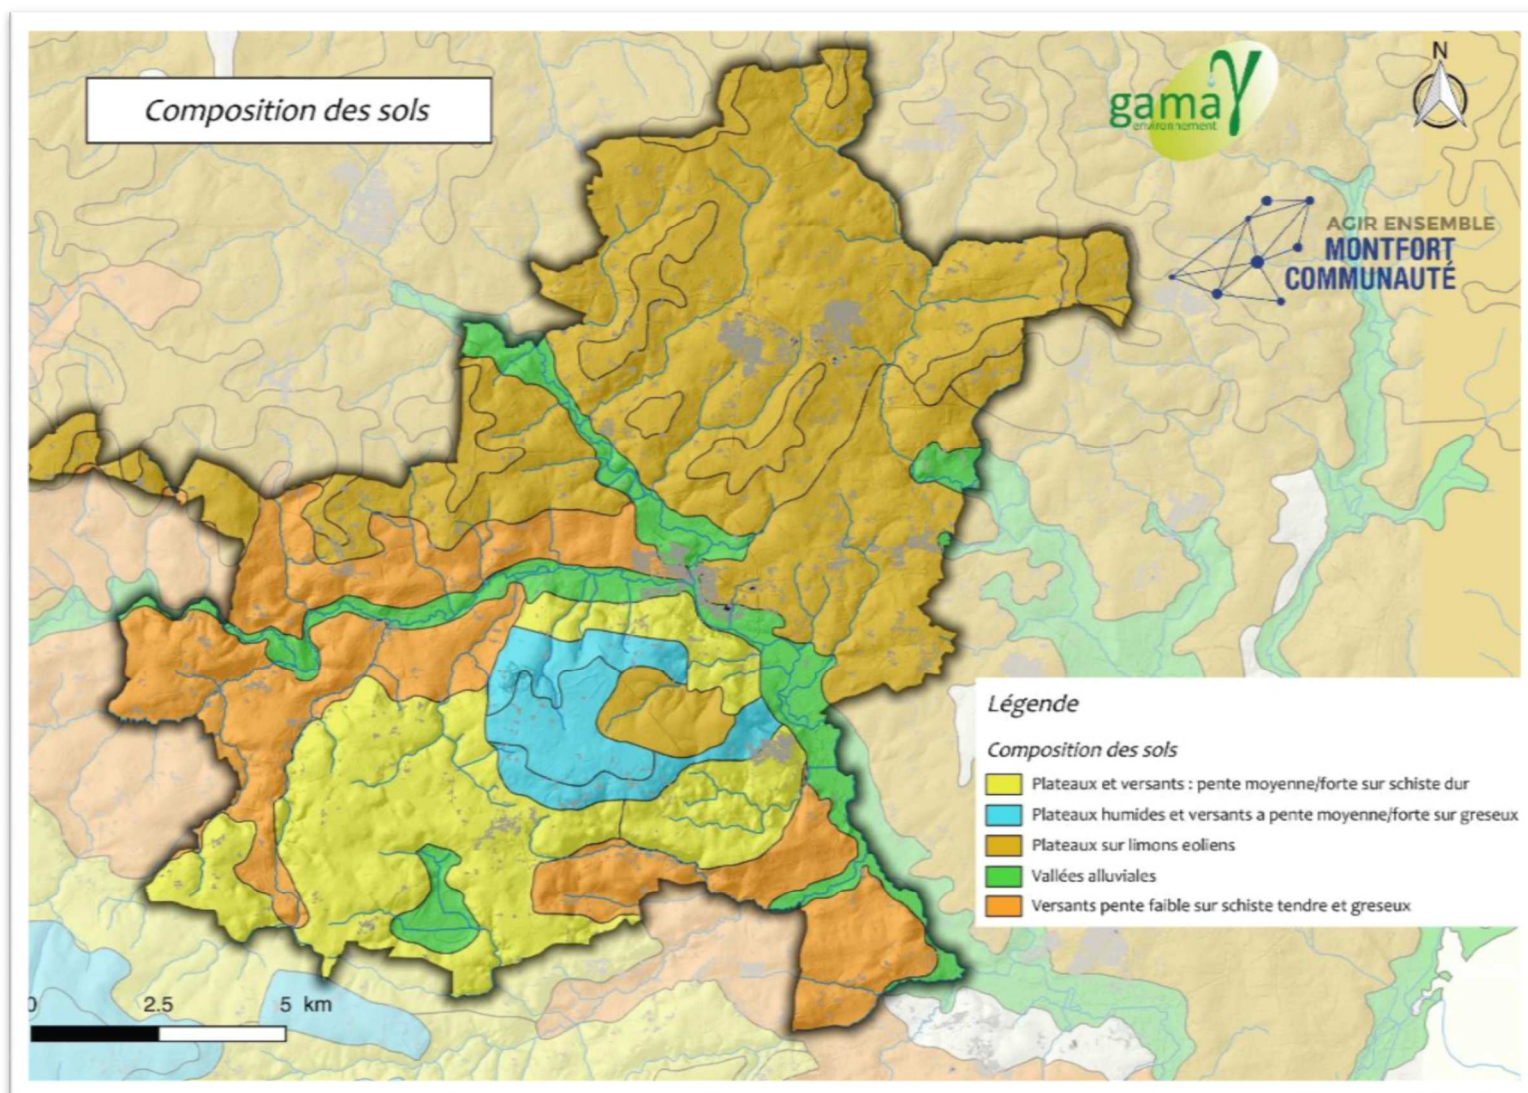 Composition des sols
gama
environnement
N
AGIR ENSEMBLE
MONTFORT
COMMUNAUTÉ
Légende
Composition des sols
Plateaux et versants : pente moyenne/forte sur schiste dur
Plateaux humides et versants a pente moyenne/forte sur greseux
Plateaux sur limons eoliens
Vallées alluviales
Versants pente faible sur schiste tendre et greseux
0 2.5 5 km